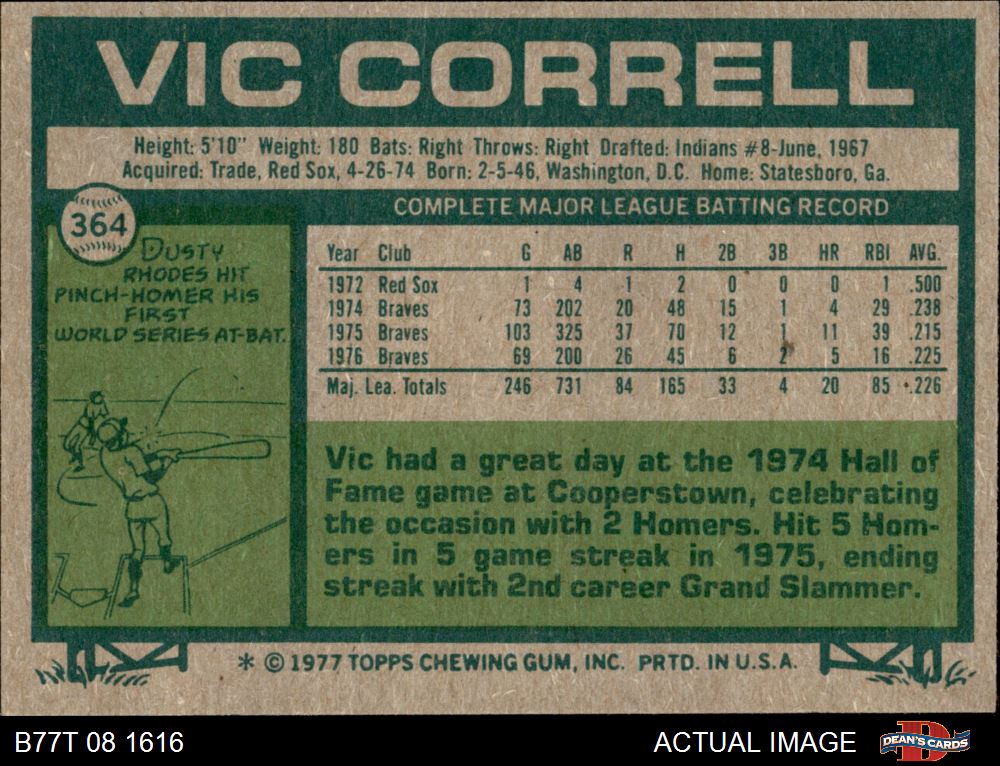 VIC CORRELL
Height: 5'10" Weight: 180 Bats: Right Throws: Right Drafted: Indians #8-June, 1967
Acquired: Trade, Red Sox, 4-26-74 Born: 2-5-46, Washington, D.C. Home: Statesboro, Ga.
364
DUSTY
RHODES HIT
PINCH-HOMER HIS
FIRST
WORLD SERIES AT-BAT.
COMPLETE MAJOR LEAGUE BATTING RECORD
Year Club G AB R H 2B 3B HR RBI AVG.
1972 Red Sox 1 4 1 2 0 0 0 1 .500
1974 Braves 73 202 20 48 15 1 4 29 .238
1975 Braves 103 325 37 70 12 1 11 39 .215
1976 Braves 69 200 26 45 6 2 5 16 .225
Maj. Lea. Totals 246 731 84 165 33 4 20 85 .226
Vic had a great day at the 1974 Hall of
Fame game at Cooperstown, celebrating
the occasion with 2 Homers. Hit 5 Hom-
ers in 5 game streak in 1975, ending
streak with 2nd career Grand Slammer.
* © 1977 TOPPS CHEWING GUM, INC. PRTD. IN U.S.A.
B77T 08 1616
ACTUAL IMAGE
DEAN'S CARDS